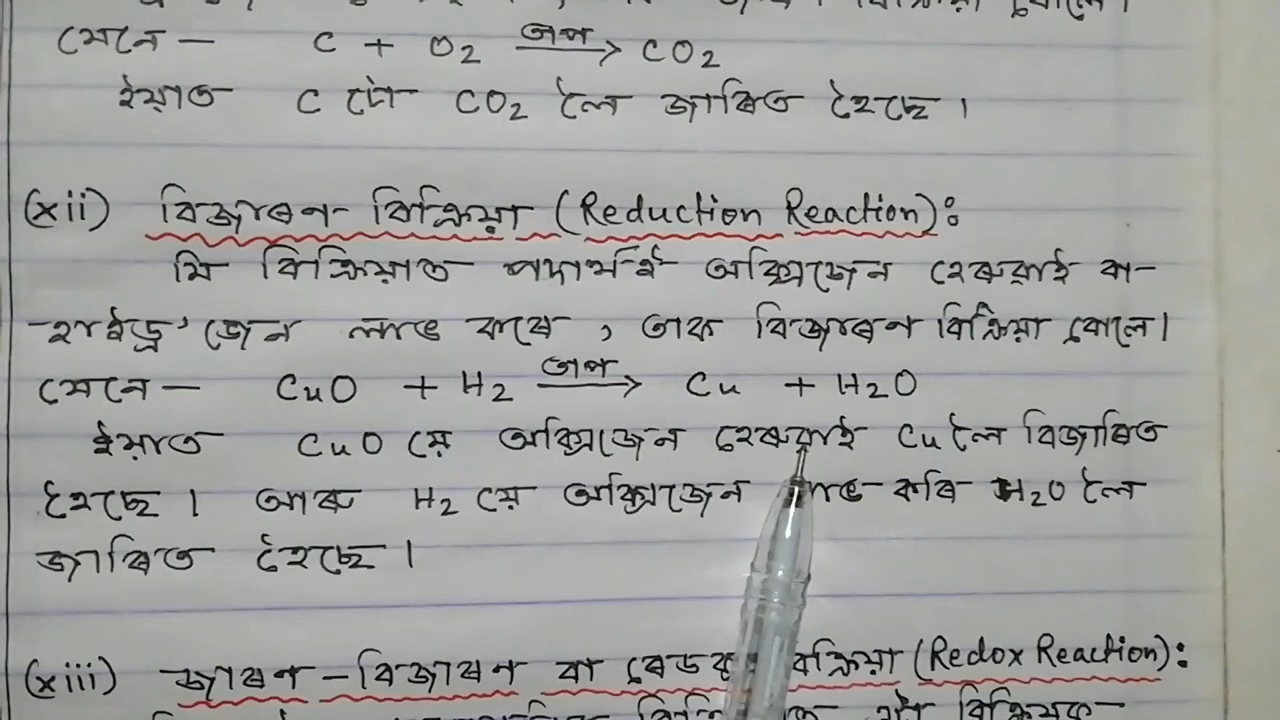 যেনে — C + O₂ —তাপ→ CO₂
ইয়াত C টো CO₂ লৈ জাৰিত হৈছে।
(xii) বিজাৰণ-বিক্ৰিয়া (Reduction Reaction):
যি বিক্ৰিয়াত পদাৰ্থই অক্সিজেন হেৰুৱাই বা-
-হাইড্ৰ'জেন লাভ কৰে, তাক বিজাৰণ বিক্ৰিয়া বোলে।
যেনে — CuO + H₂ —তাপ→ Cu + H₂O
ইয়াত CuO য়ে অক্সিজেন হেৰুৱাই Cu লৈ বিজাৰিত
হৈছে। আৰু H₂ য়ে অক্সিজেন লাভ কৰি H₂O লৈ
জাৰিত হৈছে।
(xiii) জাৰণ-বিজাৰণ বা ৰেডক্স বিক্ৰিয়া (Redox Reaction):